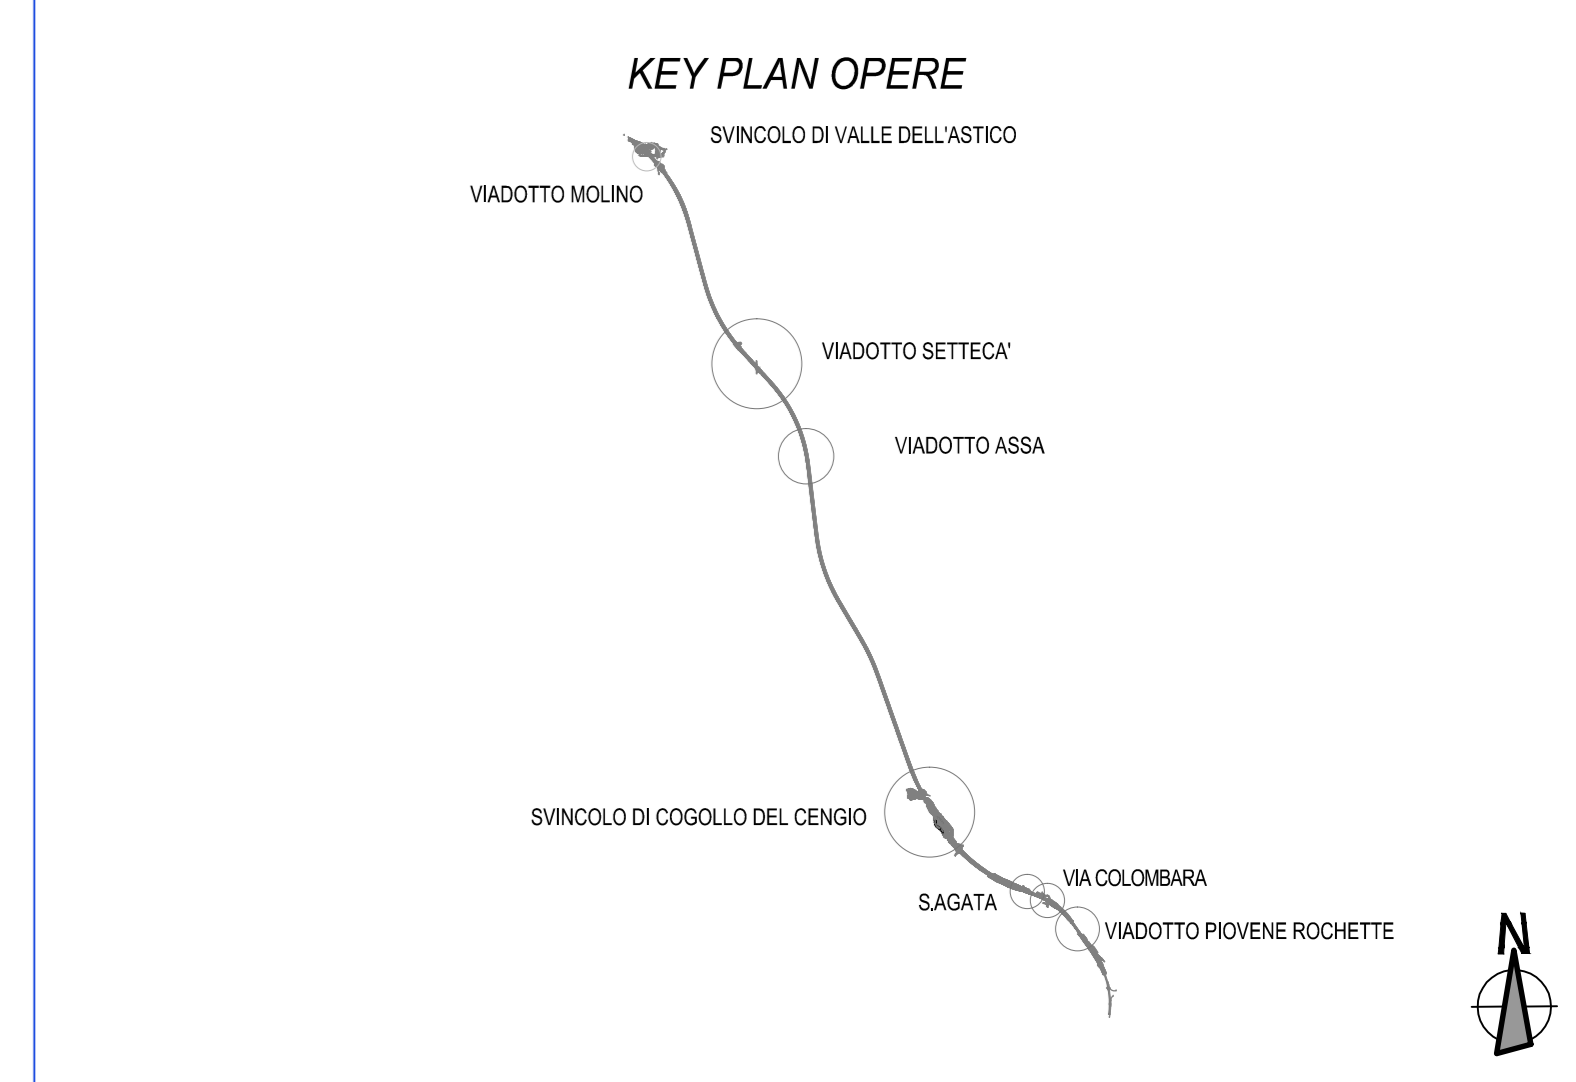 KEY PLAN OPERE
SVINCOLO DI VALLE DELL'ASTICO
VIADOTTO MOLINO
VIADOTTO SETTECA'
VIADOTTO ASSA
SVINCOLO DI COGOLLO DEL CENGIO
VIA COLOMBARA
S.AGATA
VIADOTTO PIOVENE ROCHETTE
N